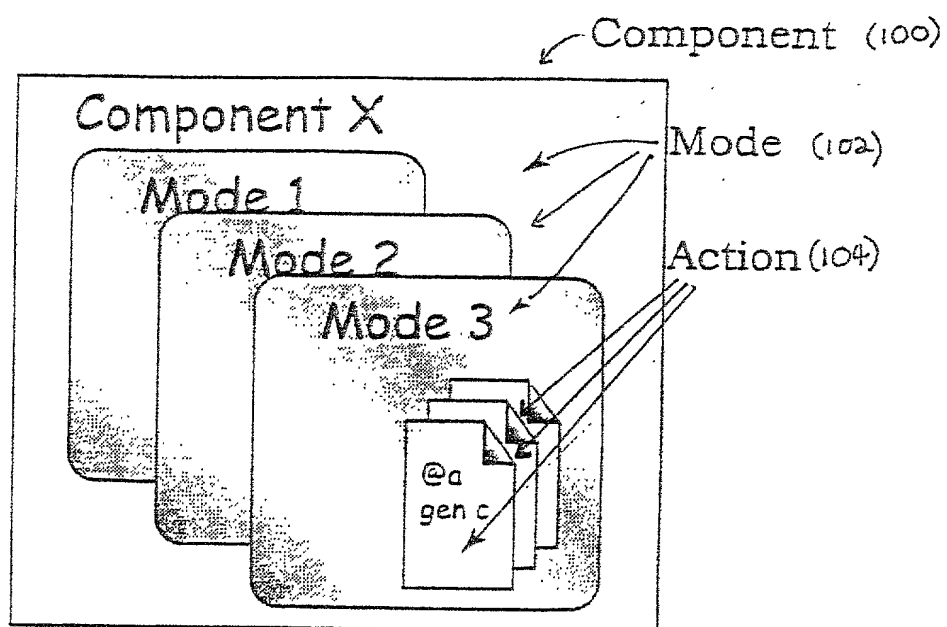 Component (100)
Component X
Mode (102)
Mode 1
Mode 2
Action (104)
Mode 3
@a
gen c